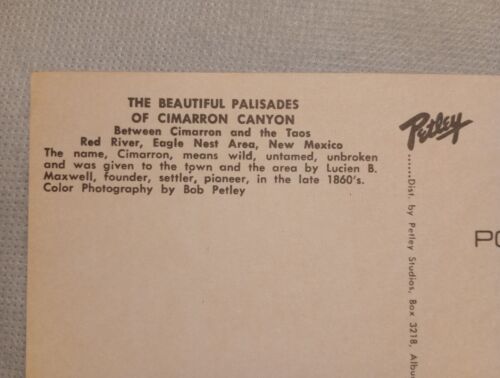 THE BEAUTIFUL PALISADES
OF CIMARRON CANYON
Between Cimarron and the Taos
Red River, Eagle Nest Area, New Mexico
The name, Cimarron, means wild, untamed, unbroken
and was given to the town and the area by Lucien B.
Maxwell, founder, settler, pioneer, in the late 1860's.
Color Photography by Bob Petley
Petley
......Dist. by Petley Studios, Box 3218, Albu
PO